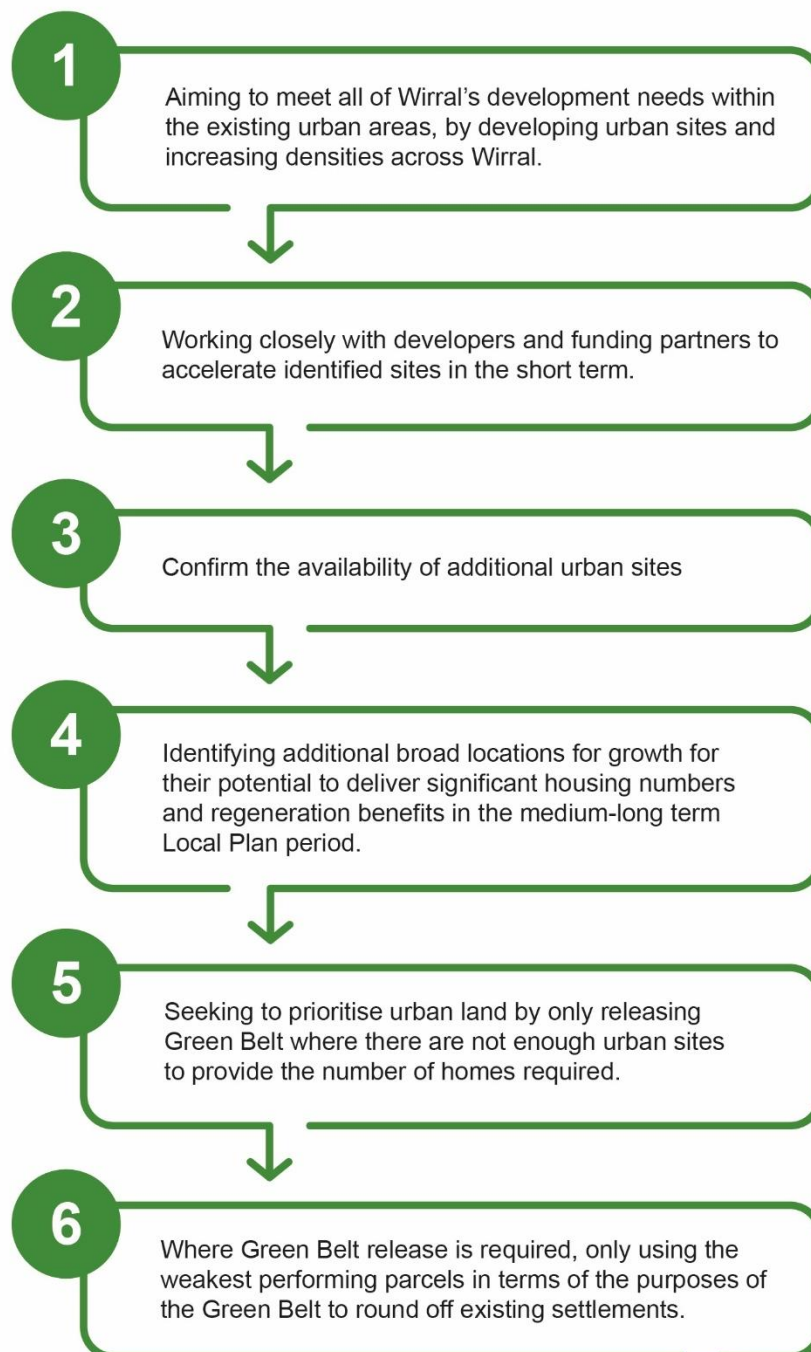 1
Aiming to meet all of Wirral's development needs within
the existing urban areas, by developing urban sites and
increasing densities across Wirral.
2
Working closely with developers and funding partners to
accelerate identified sites in the short term.
3
Confirm the availability of additional urban sites
4
Identifying additional broad locations for growth for
their potential to deliver significant housing numbers
and regeneration benefits in the medium-long term
Local Plan period.
5
Seeking to prioritise urban land by only releasing
Green Belt where there are not enough urban sites
to provide the number of homes required.
6
Where Green Belt release is required, only using the
weakest performing parcels in terms of the purposes of
the Green Belt to round off existing settlements.